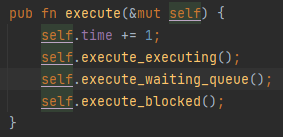 pub fn execute(&mut self) {
    self.time += 1;
    self.execute_executing();
    self.execute_waiting_queue();
    self.execute_blocked();
}